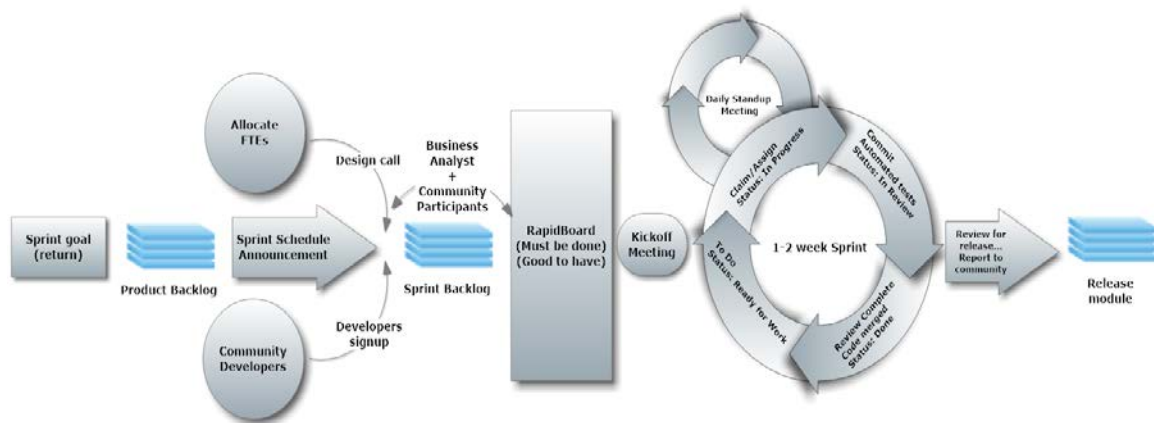 Sprint goal
(return)
Product Backlog
Allocate
FTEs
Sprint Schedule
Announcement
Community
Developers
Design call
Developers
signup
Business
Analyst
+
Community
Participants
Sprint Backlog
RapidBoard
(Must be done)
(Good to have)
Kickoff
Meeting
Daily Standup
Meeting
1-2 week Sprint
To Do
Status: Ready for Work
Claim/Assign
Status: In Progress
Commit
Automated tests
Status: In Review
Review Complete
Code merged
Status: Done
Review for
release...
Report to
community
Release
module